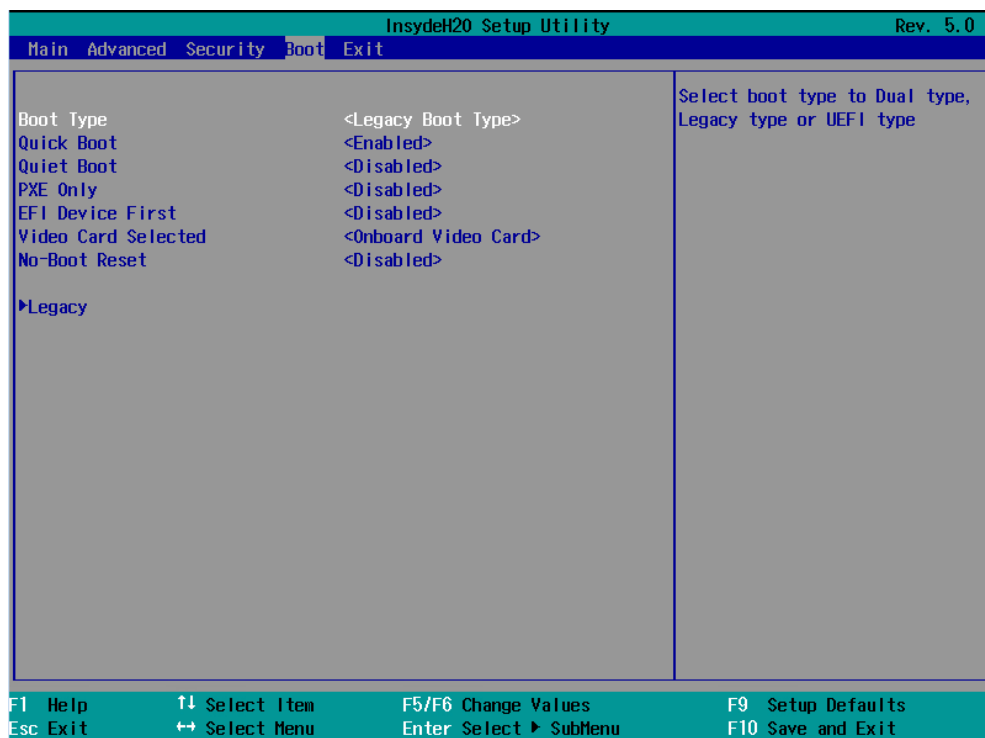 InsydeH20 Setup Utility Rev. 5.0
Main Advanced Security Boot Exit
Boot Type <Legacy Boot Type>
Quick Boot <Enabled>
Quiet Boot <Disabled>
PXE Only <Disabled>
EFI Device First <Disabled>
Video Card Selected <Onboard Video Card>
No-Boot Reset <Disabled>
▶Legacy
Select boot type to Dual type,
Legacy type or UEFI type
F1 Help ↑↓ Select Item F5/F6 Change Values F9 Setup Defaults
Esc Exit ↔ Select Menu Enter Select ▶ SubMenu F10 Save and Exit